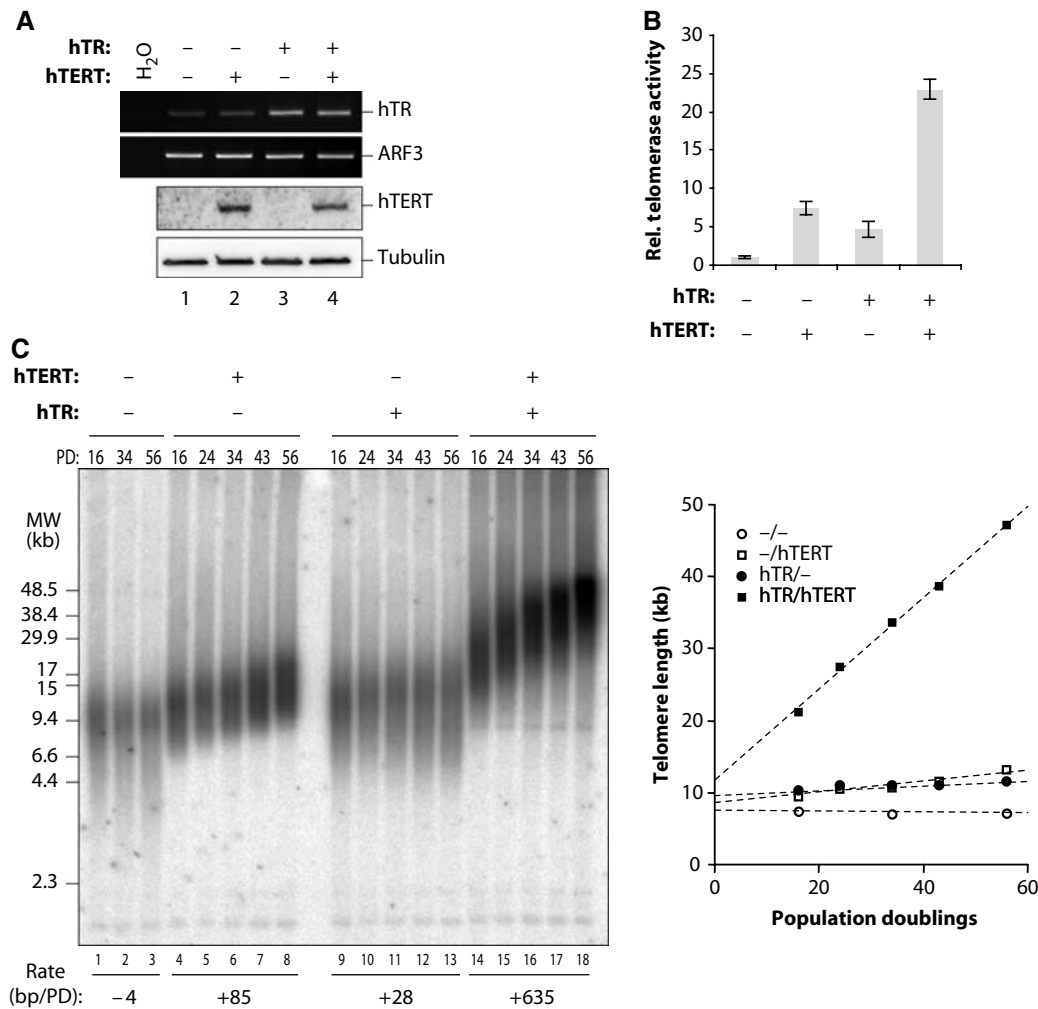 A
hTR: – – + +
hTERT: – + – +
H2O
hTR
ARF3
hTERT
Tubulin
1 2 3 4
B
Rel. telomerase activity
30
25
20
15
10
5
0
hTR: – – + +
hTERT: – + – +
C
hTERT: – + – +
hTR: – – + +
PD: 16 34 56 16 24 34 43 56 16 24 34 43 56 16 24 34 43 56
MW
(kb)
48.5
38.4
29.9
17
15
9.4
6.6
4.4
2.3
1 2 3 4 5 6 7 8 9 10 11 12 13 14 15 16 17 18
Rate
(bp/PD): –4 +85 +28 +635
Telomere length (kb)
50
40
30
20
10
0
–/–
–/hTERT
hTR/–
hTR/hTERT
0 20 40 60
Population doublings